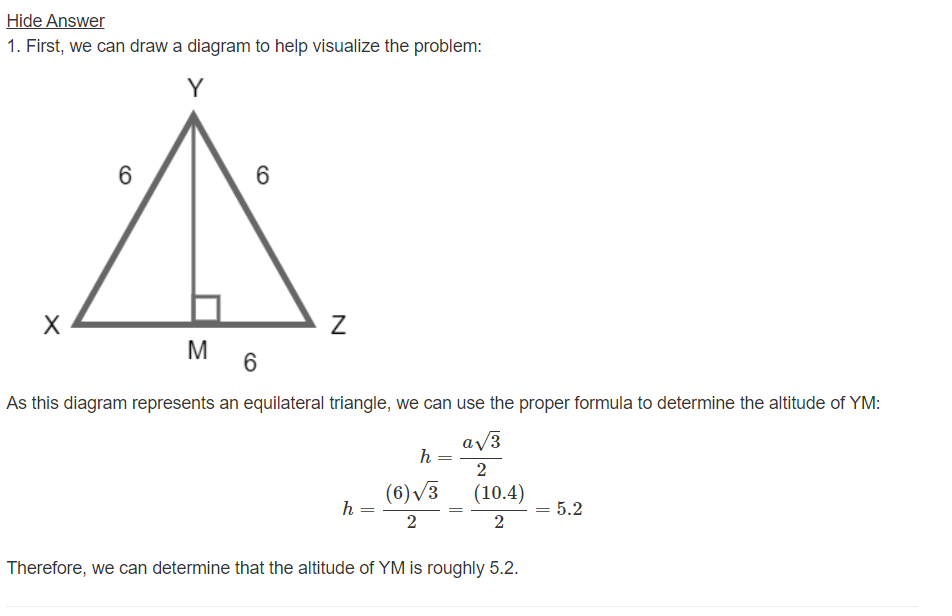 Hide Answer
1. First, we can draw a diagram to help visualize the problem:
Y
6 6
X Z
M 6
As this diagram represents an equilateral triangle, we can use the proper formula to determine the altitude of YM:
h = a√3 / 2
h = (6)√3 / 2 = (10.4) / 2 = 5.2
Therefore, we can determine that the altitude of YM is roughly 5.2.